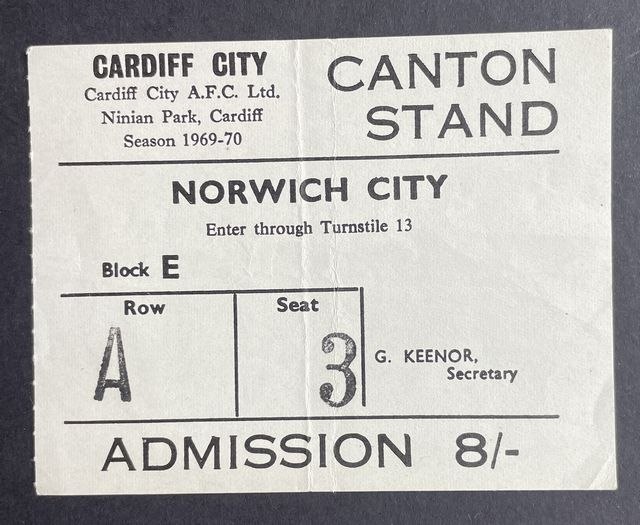 CARDIFF CITY
Cardiff City A.F.C. Ltd.
Ninian Park, Cardiff
Season 1969-70
CANTON
STAND
NORWICH CITY
Enter through Turnstile 13
Block E
Row
Seat
A
3
G. KEENOR,
Secretary
ADMISSION 8/-